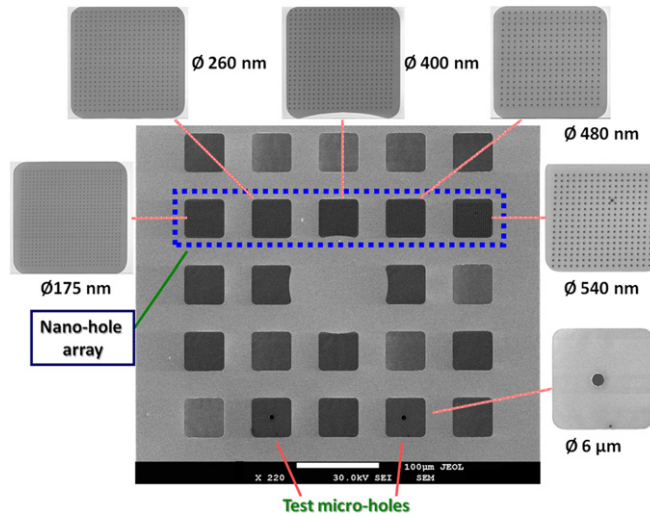 Ø 260 nm
Ø 400 nm
Ø 480 nm
Ø175 nm
Ø 540 nm
Nano-hole
array
Ø 6 µm
100µm JEOL
X 220 30.0kV SEI SEM
Test micro-holes